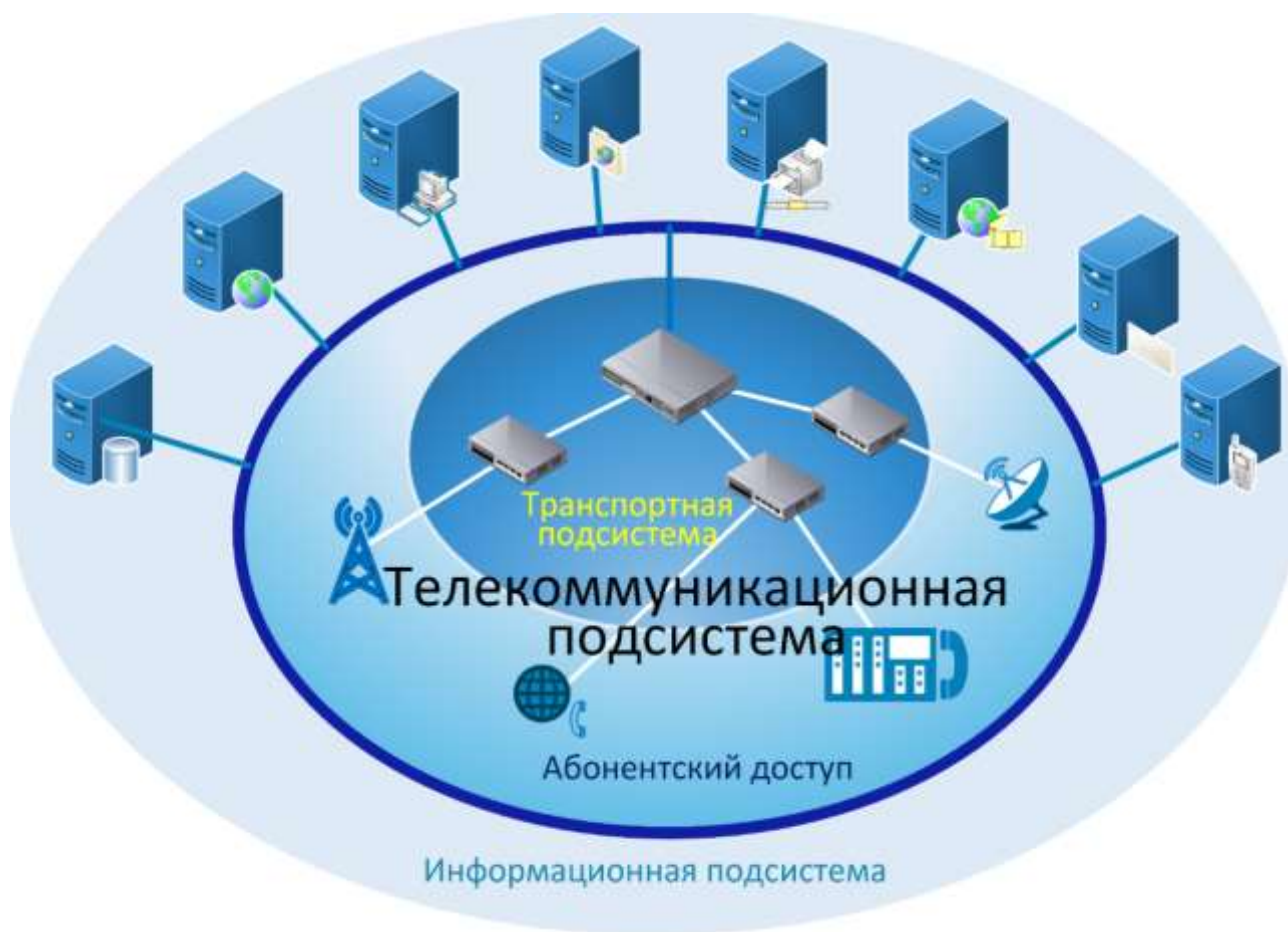 Транспортная
подсистема
Телекоммуникационная
подсистема
Абонентский доступ
Информационная подсистема